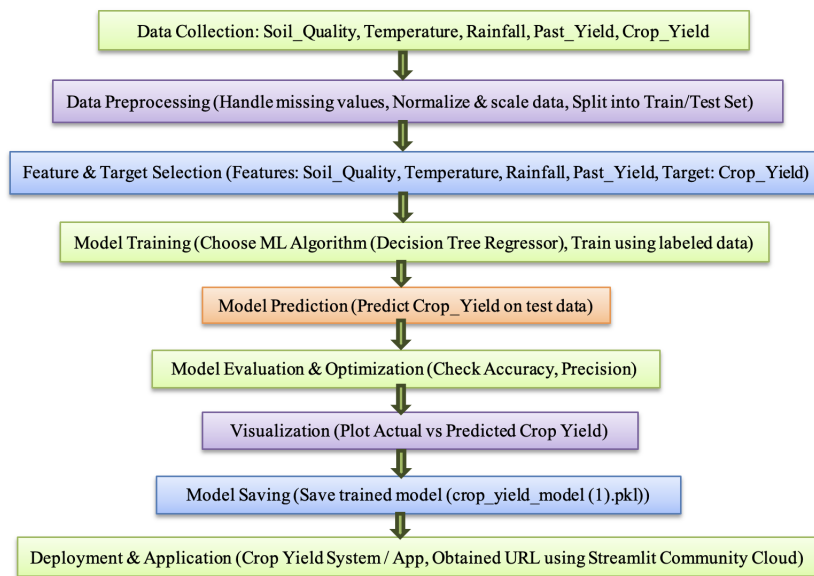 Data Collection: Soil_Quality, Temperature, Rainfall, Past_Yield, Crop_Yield
Data Preprocessing (Handle missing values, Normalize & scale data, Split into Train/Test Set)
Feature & Target Selection (Features: Soil_Quality, Temperature, Rainfall, Past_Yield, Target: Crop_Yield)
Model Training (Choose ML Algorithm (Decision Tree Regressor), Train using labeled data)
Model Prediction (Predict Crop_Yield on test data)
Model Evaluation & Optimization (Check Accuracy, Precision)
Visualization (Plot Actual vs Predicted Crop Yield)
Model Saving (Save trained model (crop_yield_model (1).pkl))
Deployment & Application (Crop Yield System / App, Obtained URL using Streamlit Community Cloud)